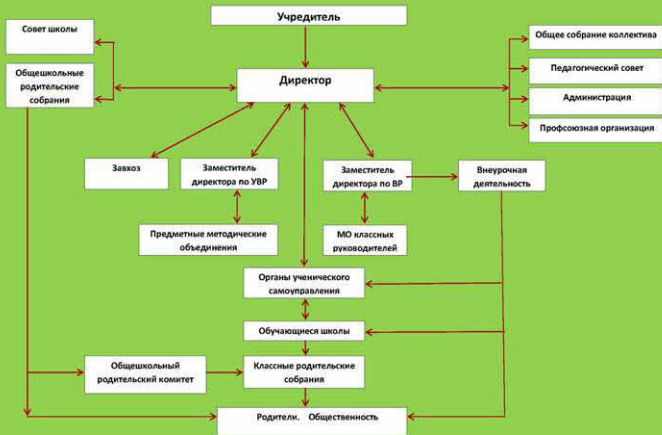 Учредитель
Совет школы
Общее собрание коллектива
Общешкольные
родительские
собрания
Директор
Педагогический совет
Администрация
Профсоюзная организация
Завхоз
Заместитель
директора по УВР
Заместитель
директора по ВР
Внеурочная
деятельность
Предметные методические
объединения
МО классных
руководителей
Органы ученического
самоуправления
Обучающиеся школы
Общешкольный
родительский комитет
Классные родительские
собрания
Родители. Общественность